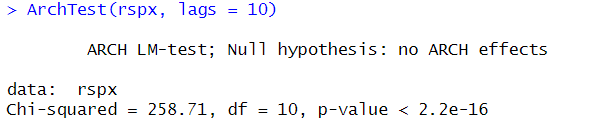 > ArchTest(rspx, lags = 10)
ARCH LM-test; Null hypothesis: no ARCH effects
data:  rspx
Chi-squared = 258.71, df = 10, p-value < 2.2e-16